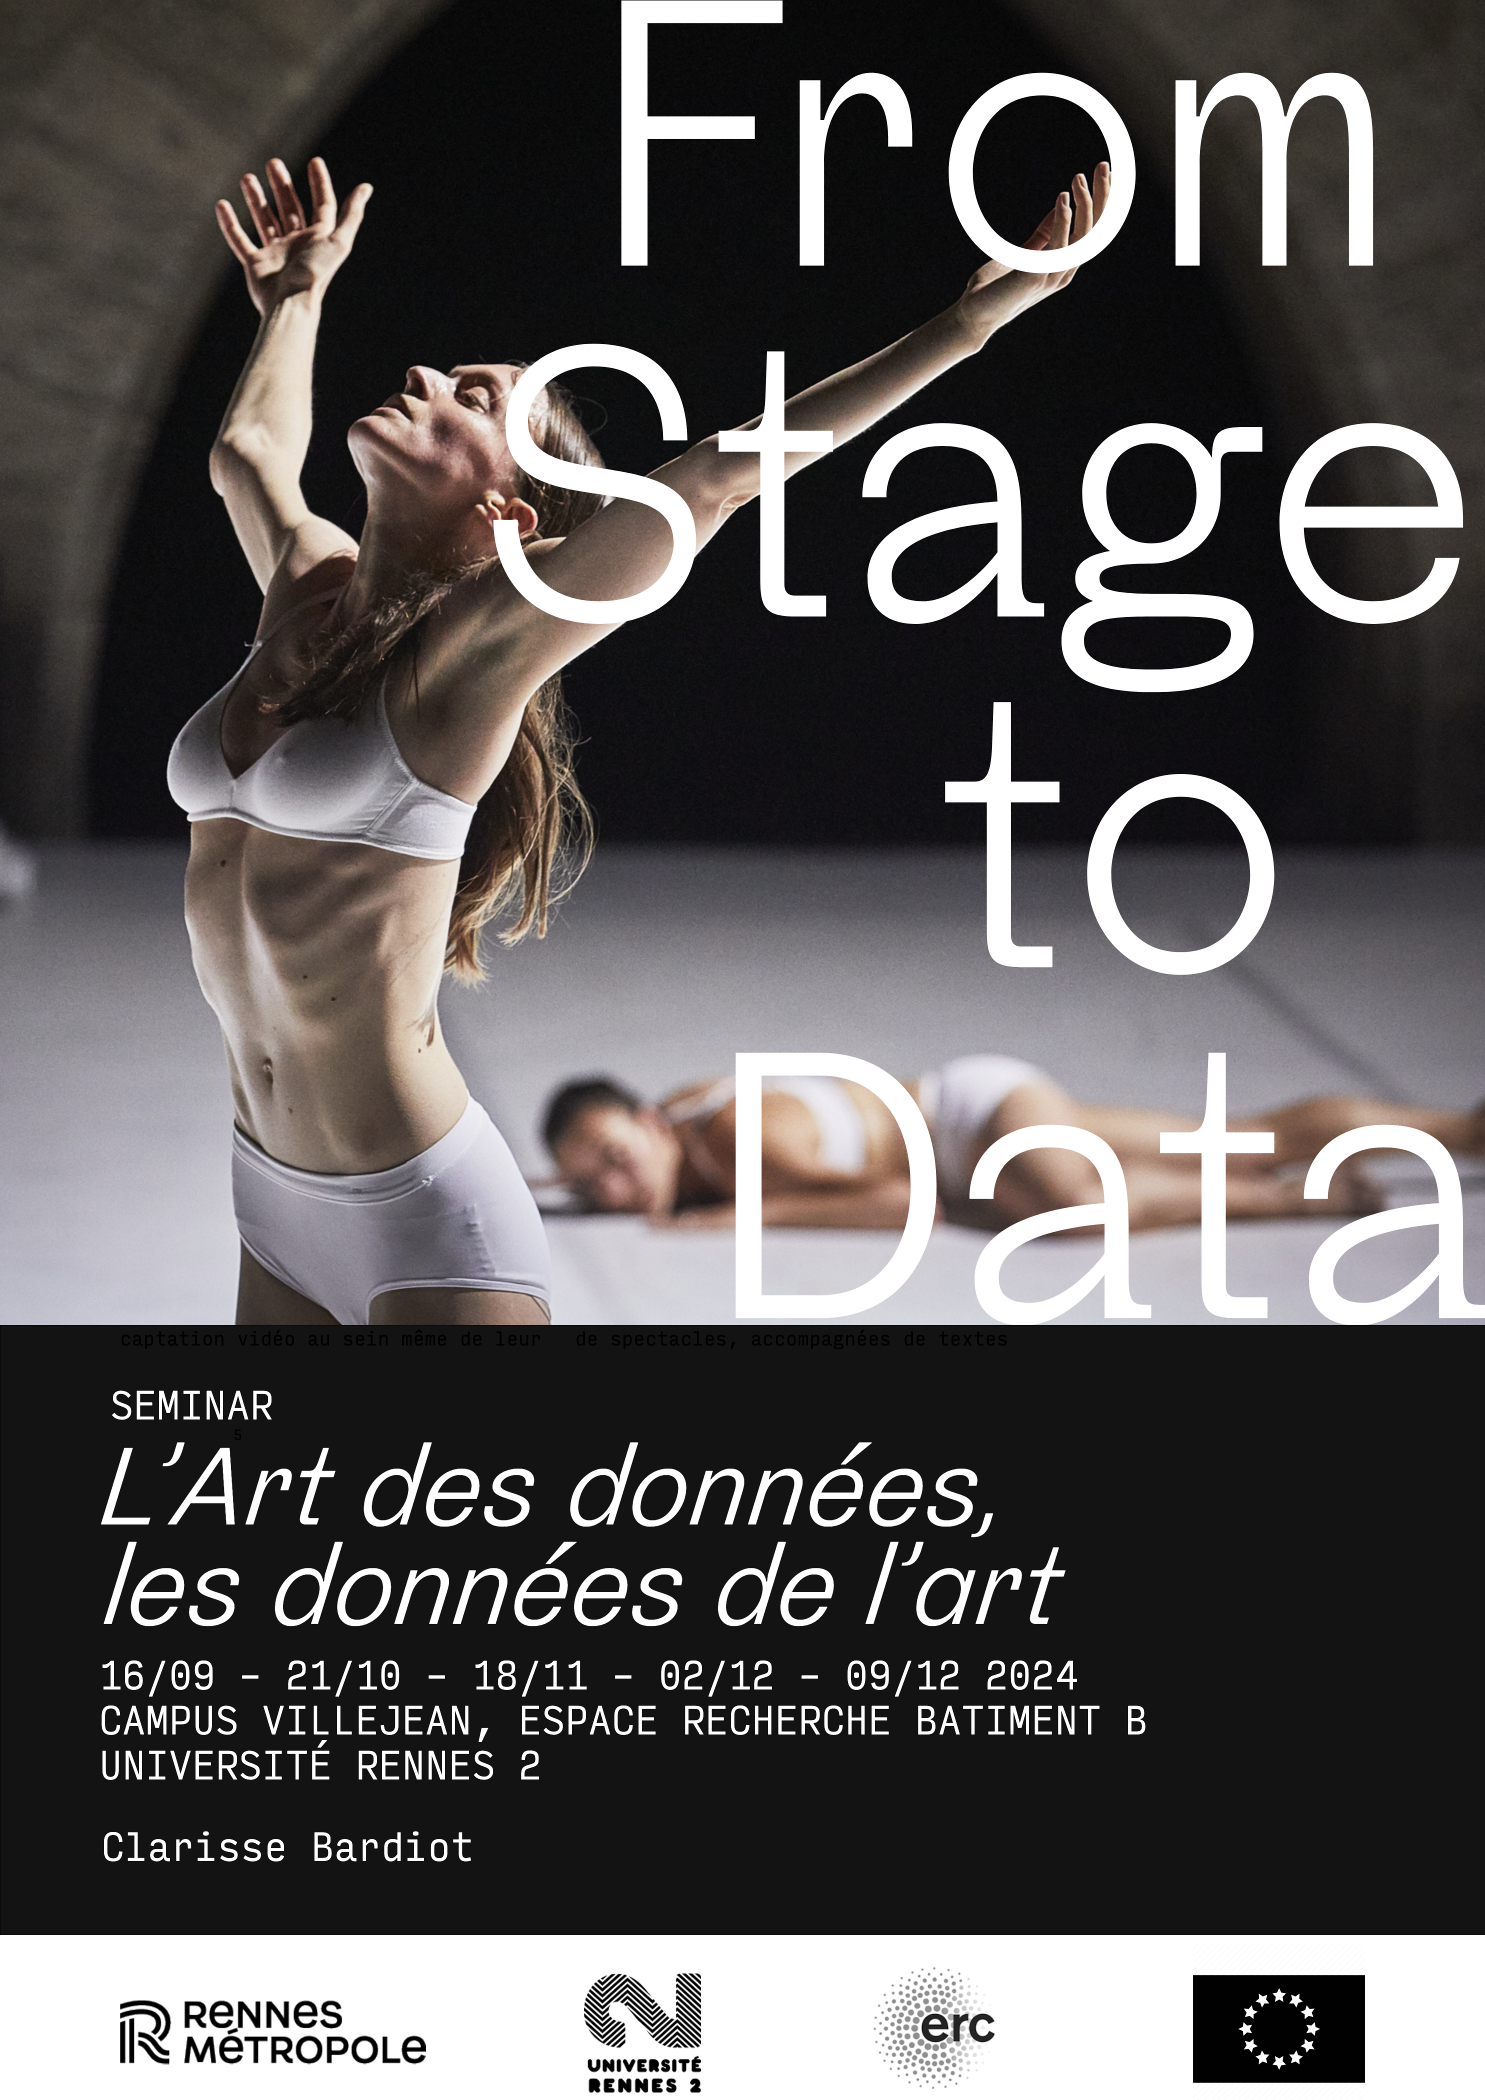 From
Stage
to
Data
captation vidéo au sein même de leur de spectacles, accompagnées de textes
SEMINAR
5
L’Art des données,
les données de l’art
16/09 – 21/10 – 18/11 – 02/12 – 09/12 2024
CAMPUS VILLEJEAN, ESPACE RECHERCHE BATIMENT B
UNIVERSITÉ RENNES 2
Clarisse Bardiot
RENNES
MÉTROPOLE
UNIVERSITÉ
RENNES 2
erc